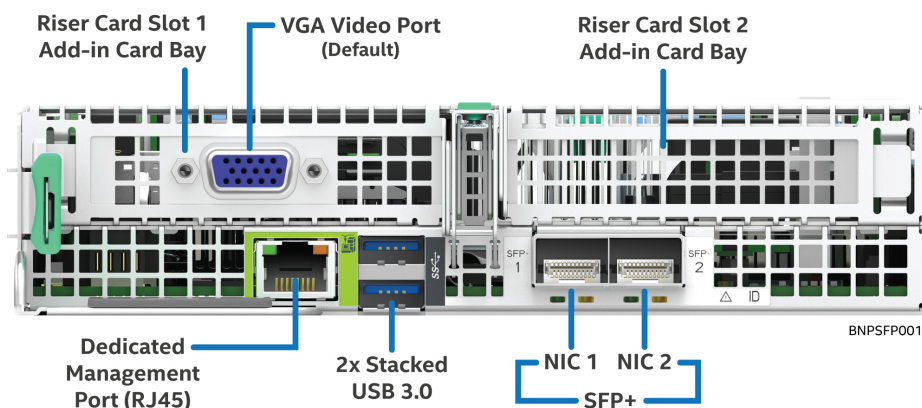 Riser Card Slot 1
Add-in Card Bay
VGA Video Port
(Default)
Riser Card Slot 2
Add-in Card Bay
SFP-
1
SFP-
2
SS
ID
BNPSFP001
Dedicated
Management
Port (RJ45)
2x Stacked
USB 3.0
NIC 1
NIC 2
SFP+